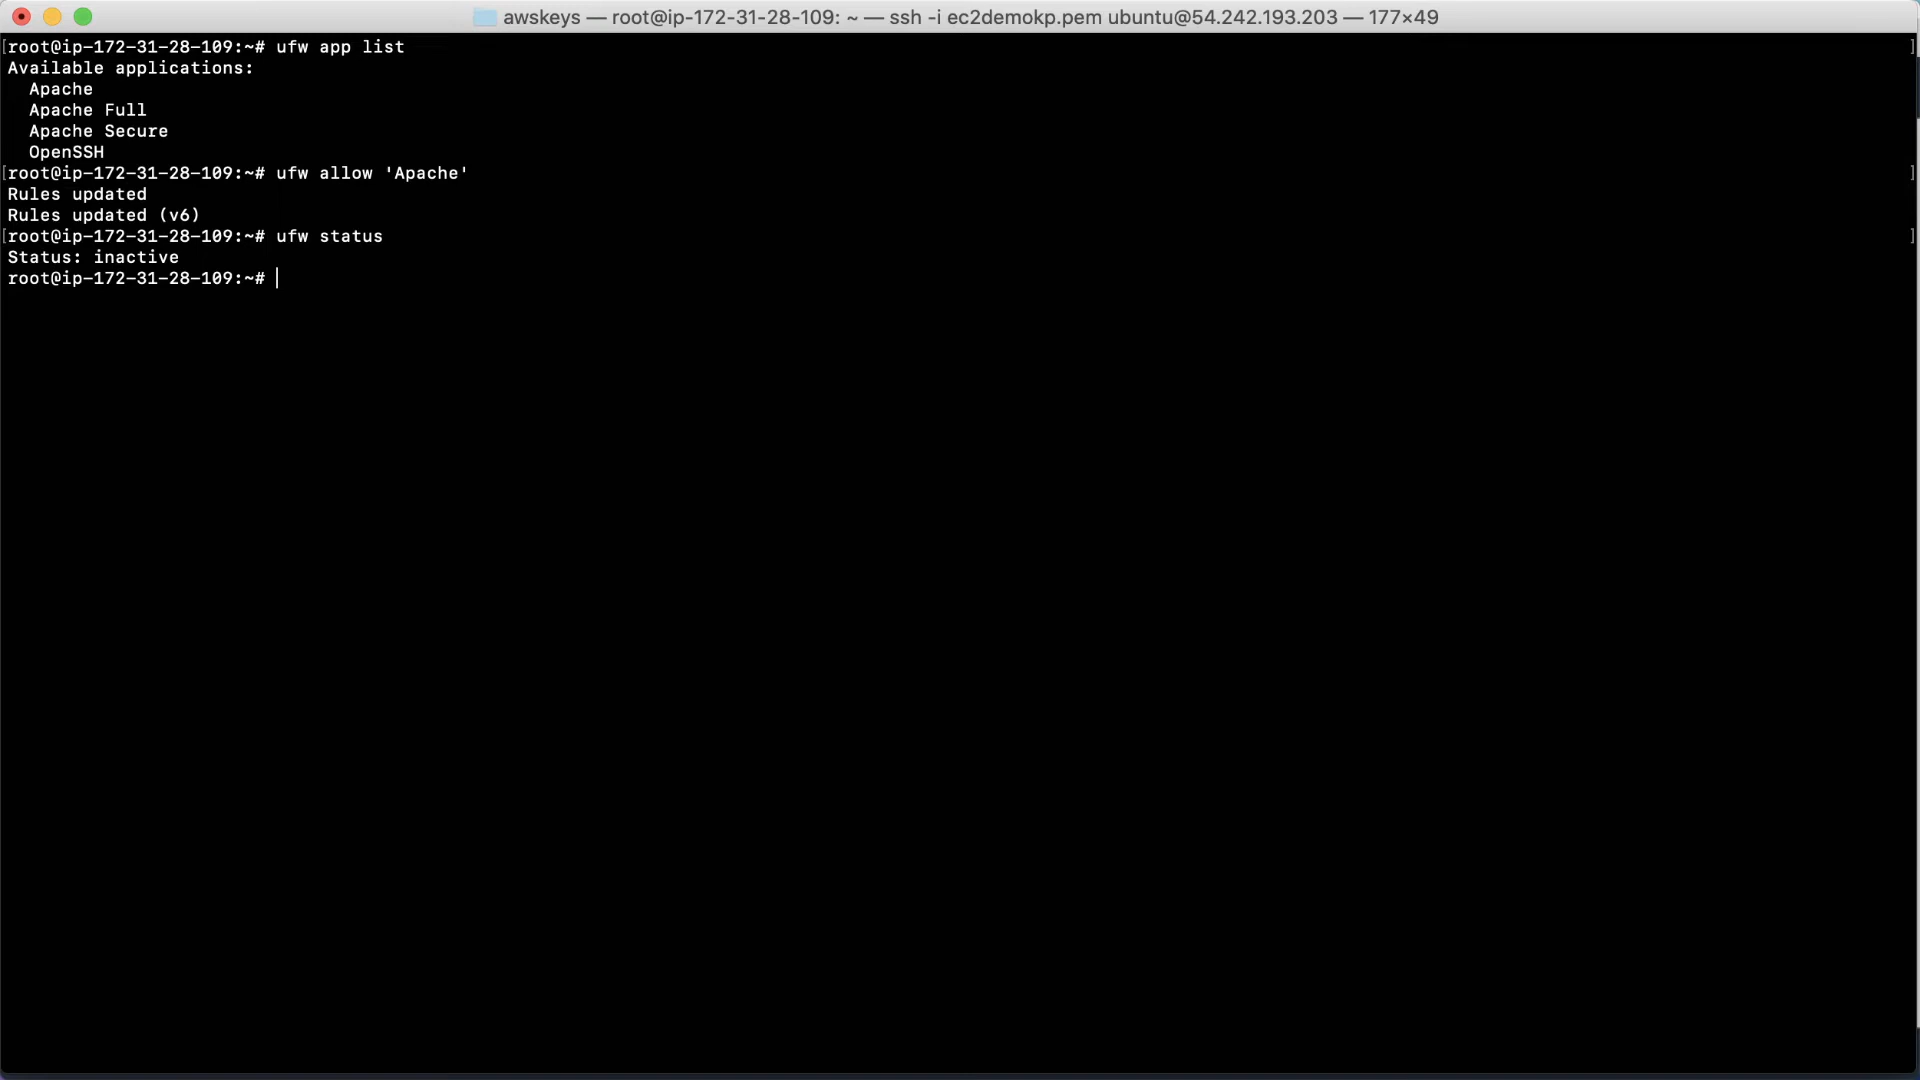 awskeys — root@ip-172-31-28-109: ~ — ssh -i ec2demokp.pem ubuntu@54.242.193.203 — 177×49
[root@ip-172-31-28-109:~# ufw app list ]
Available applications:
  Apache
  Apache Full
  Apache Secure
  OpenSSH
[root@ip-172-31-28-109:~# ufw allow 'Apache' ]
Rules updated
Rules updated (v6)
[root@ip-172-31-28-109:~# ufw status ]
Status: inactive
root@ip-172-31-28-109:~#